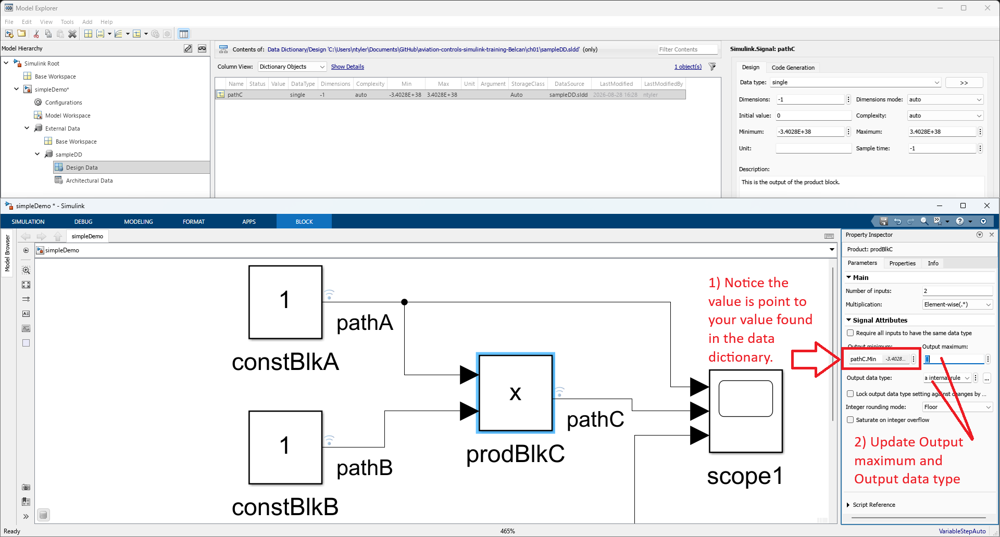 Model Explorer
File Edit View Tools Add Help
Model Hierarchy
Simulink Root
Base Workspace
simpleDemo*
Configurations
Model Workspace
External Data
Base Workspace
sampleDD
Design Data
Architectural Data
Contents of: Data Dictionary/Design 'C:\Users\ntyler\Documents\GitHub\aviation-controls-simulink-training-Belcan\ch01\sampleDD.sldd' (only)
Filter Contents
Column View: Dictionary Objects Show Details
1 object(s)
Name Status Value DataType Dimensions Complexity Min Max Unit Argument StorageClass DataSource LastModified LastModifiedBy
pathC single -1 auto -3.4028E+38 3.4028E+38 Auto sampleDD.sldd 2026-08-28 16:28 ntyler
Simulink.Signal: pathC
Design Code Generation
Data type: single >>
Dimensions: -1 Dimensions mode: auto
Initial value: 0 Complexity: auto
Minimum: -3.4028E+38 Maximum: 3.4028E+38
Unit: Sample time: -1
Description:
This is the output of the product block.
simpleDemo * - Simulink
SIMULATION DEBUG MODELING FORMAT APPS BLOCK
?
Model Browser
simpleDemo
simpleDemo
1
pathA
constBlkA
1
pathB
constBlkB
x
pathC
prodBlkC
scope1
1) Notice the
value is point to
your value found
in the data
dictionary.
Property Inspector
Product: prodBlkC
Parameters Properties Info
Main
Number of inputs: 2
Multiplication: Element-wise(.*)
Signal Attributes
Require all inputs to have the same data type
Output minimum: Output maximum:
pathC.Min -3.4028...
Output data type: a internal rule ...
Lock output data type setting against changes by ...
Integer rounding mode: Floor
Saturate on integer overflow
2) Update Output
maximum and
Output data type
Script Reference
Ready
465%
VariableStepAuto